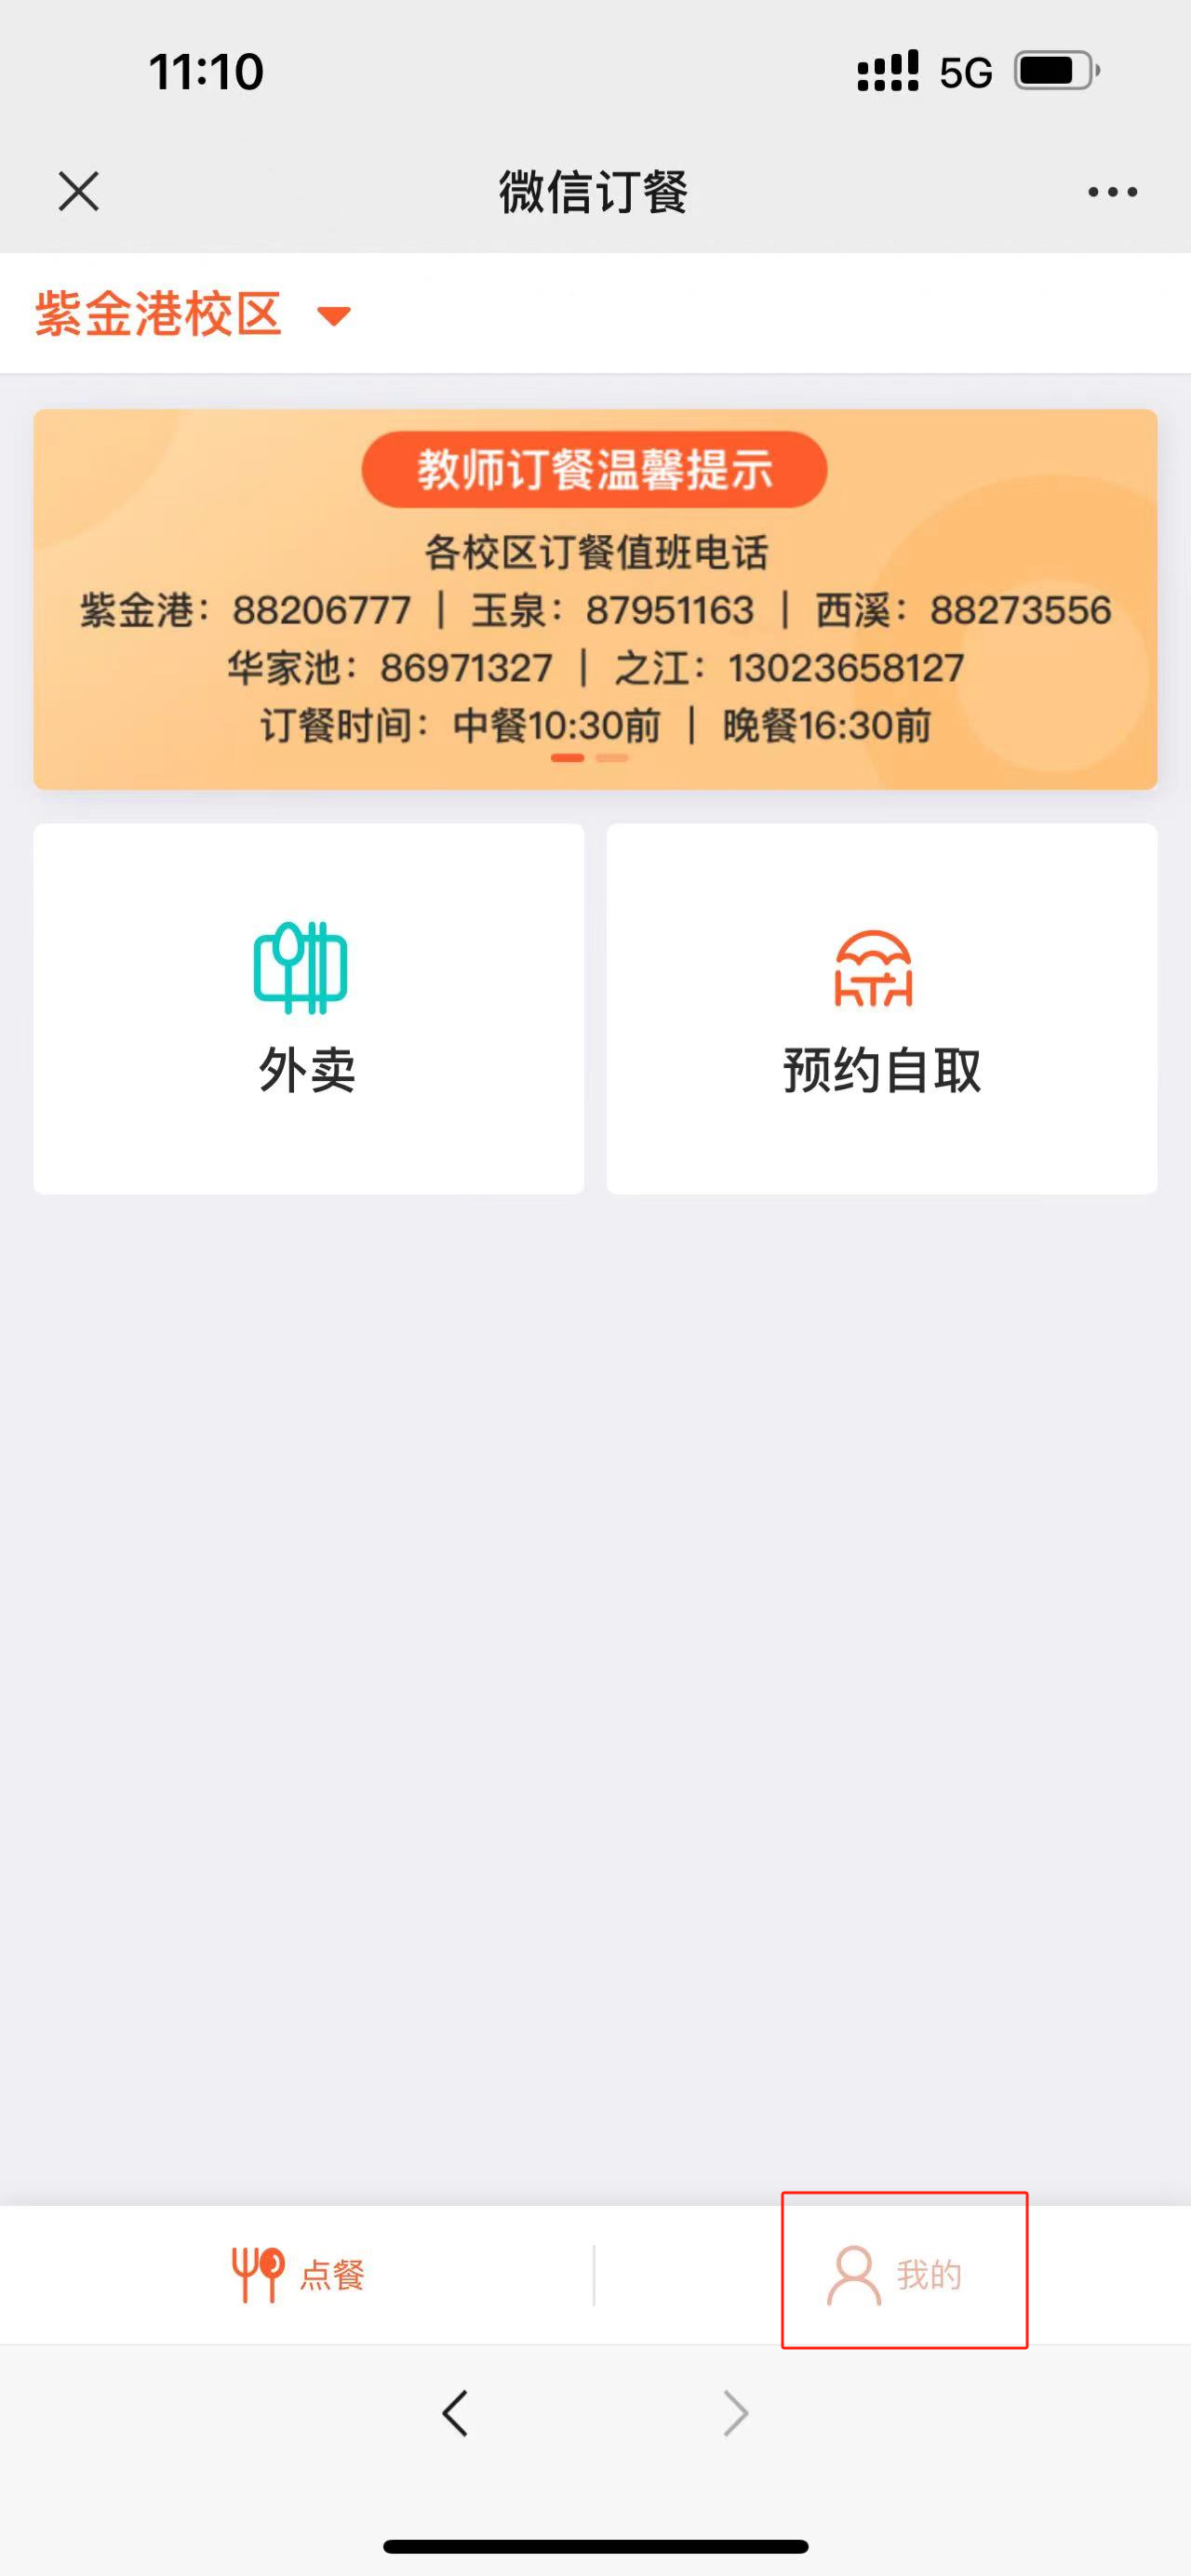 11:10 5G
微信订餐
紫金港校区
教师订餐温馨提示
各校区订餐值班电话
紫金港：88206777 | 玉泉：87951163 | 西溪：88273556
华家池：86971327 | 之江：13023658127
订餐时间：中餐10:30前 | 晚餐16:30前
外卖 预约自取
点餐 我的